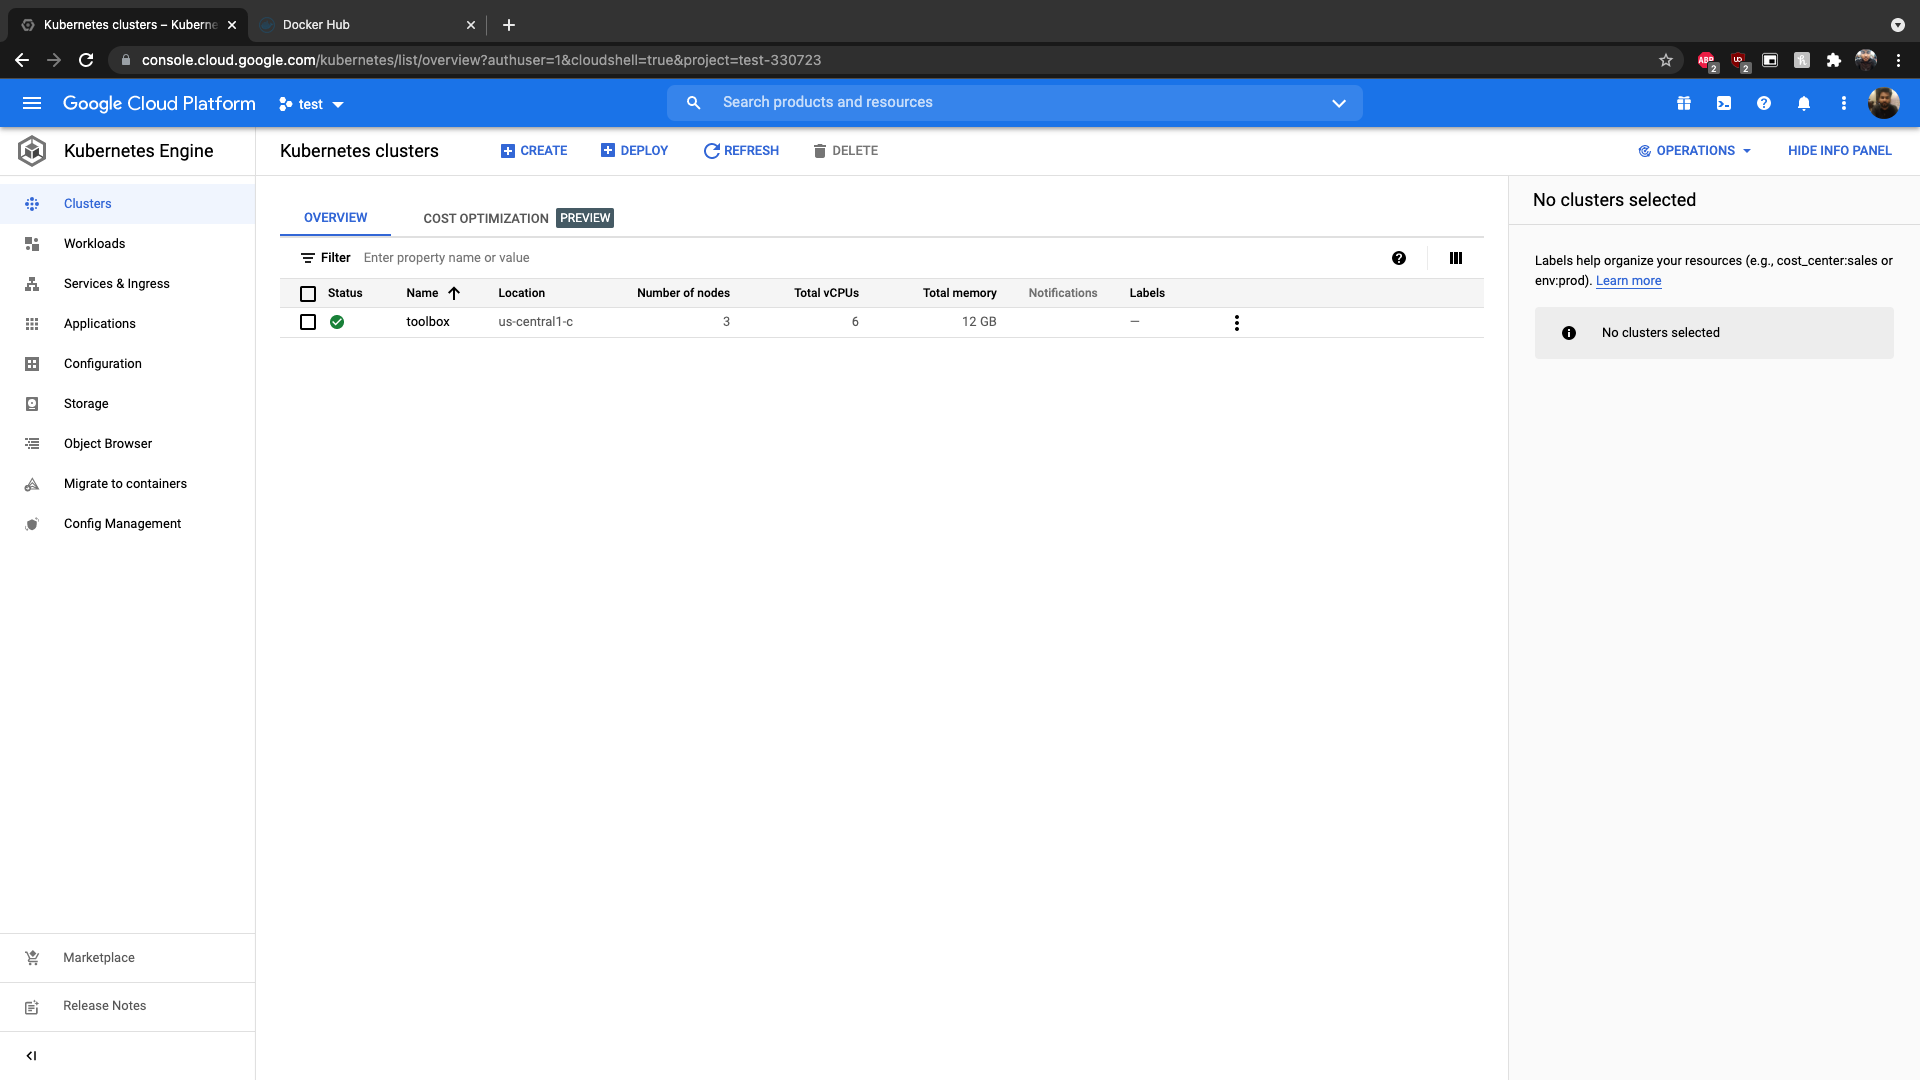 Kubernetes clusters – Kuberne
Docker Hub
console.cloud.google.com/kubernetes/list/overview?authuser=1&cloudshell=true&project=test-330723
ABP 2
2
Google Cloud Platform
test
Search products and resources
Kubernetes Engine
Kubernetes clusters
CREATE
DEPLOY
REFRESH
DELETE
OPERATIONS
HIDE INFO PANEL
Clusters
Workloads
Services & Ingress
Applications
Configuration
Storage
Object Browser
Migrate to containers
Config Management
Marketplace
Release Notes
OVERVIEW
COST OPTIMIZATION PREVIEW
Filter Enter property name or value
Status Name Location Number of nodes Total vCPUs Total memory Notifications Labels
toolbox us-central1-c 3 6 12 GB —
No clusters selected
Labels help organize your resources (e.g., cost_center:sales or
env:prod). Learn more
No clusters selected